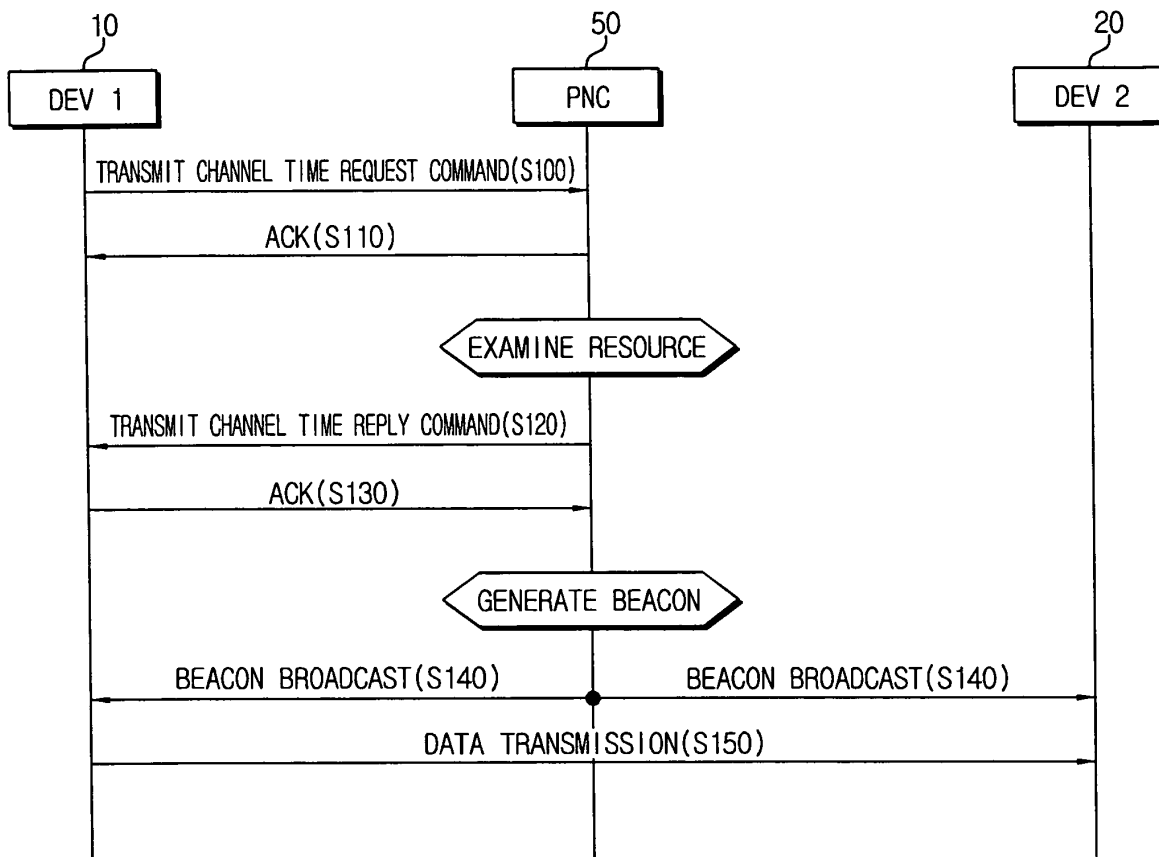 10
50
20
DEV 1
PNC
DEV 2
TRANSMIT CHANNEL TIME REQUEST COMMAND(S100)
ACK(S110)
EXAMINE RESOURCE
TRANSMIT CHANNEL TIME REPLY COMMAND(S120)
ACK(S130)
GENERATE BEACON
BEACON BROADCAST(S140)
BEACON BROADCAST(S140)
DATA TRANSMISSION(S150)